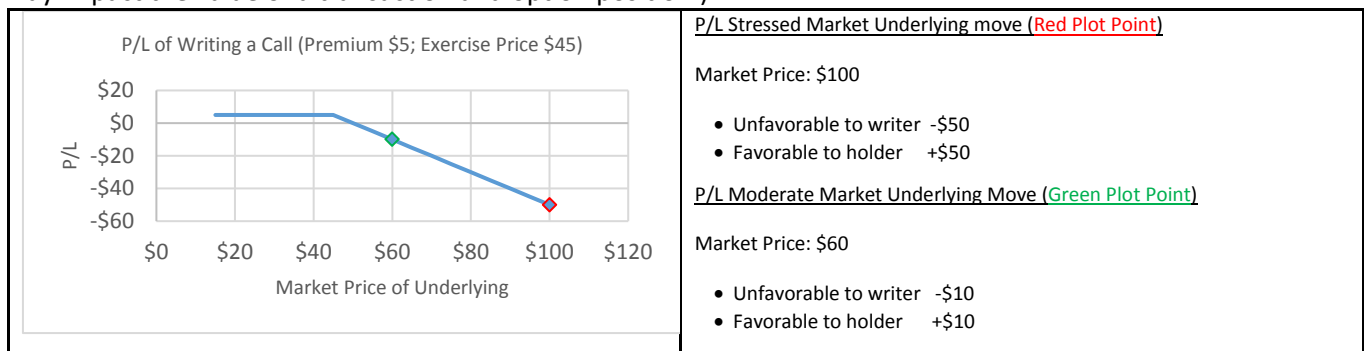 P/L of Writing a Call (Premium $5; Exercise Price $45)
$20
$0
-$20
-$40
-$60
P/L
$0 $20 $40 $60 $80 $100 $120
Market Price of Underlying
P/L Stressed Market Underlying move (Red Plot Point)
Market Price: $100
• Unfavorable to writer -$50
• Favorable to holder +$50
P/L Moderate Market Underlying Move (Green Plot Point)
Market Price: $60
• Unfavorable to writer -$10
• Favorable to holder +$10